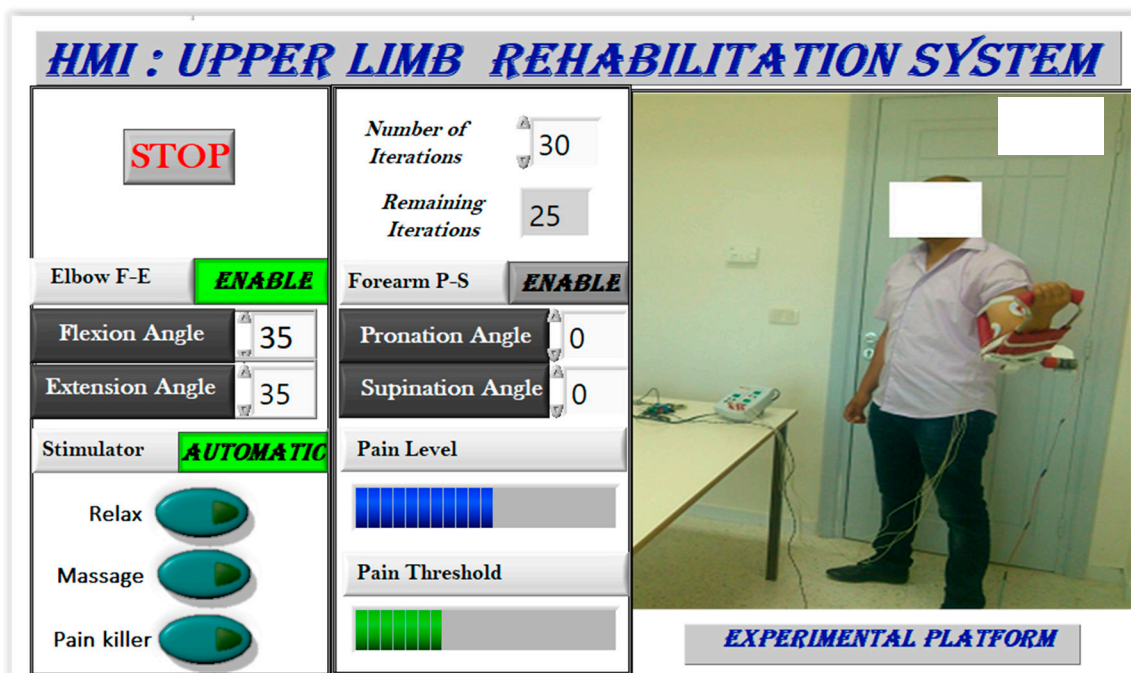 HMI : UPPER LIMB REHABILITATION SYSTEM
STOP
Number of
Iterations
30
Remaining
Iterations
25
Elbow F-E
ENABLE
Forearm P-S
ENABLE
Flexion Angle
35
Pronation Angle
0
Extension Angle
35
Supination Angle
0
Stimulator
AUTOMATIC
Pain Level
Relax
Massage
Pain Threshold
Pain killer
EXPERIMENTAL PLATFORM